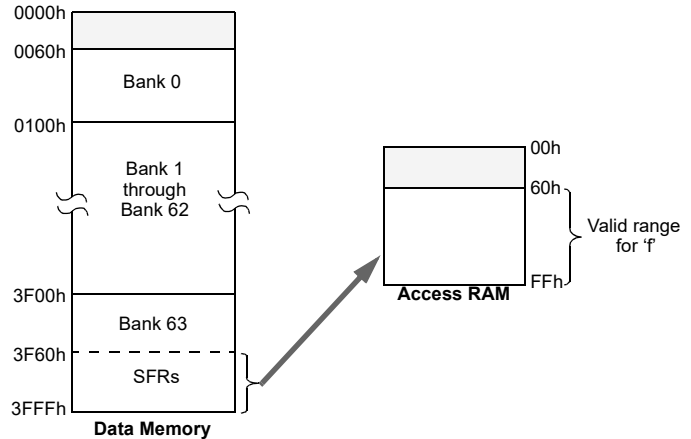 0000h
0060h
Bank 0
0100h
Bank 1
through
Bank 62
3F00h
Bank 63
3F60h
SFRs
3FFFh
Data Memory
00h
60h
Valid range
for ‘f’
FFh
Access RAM